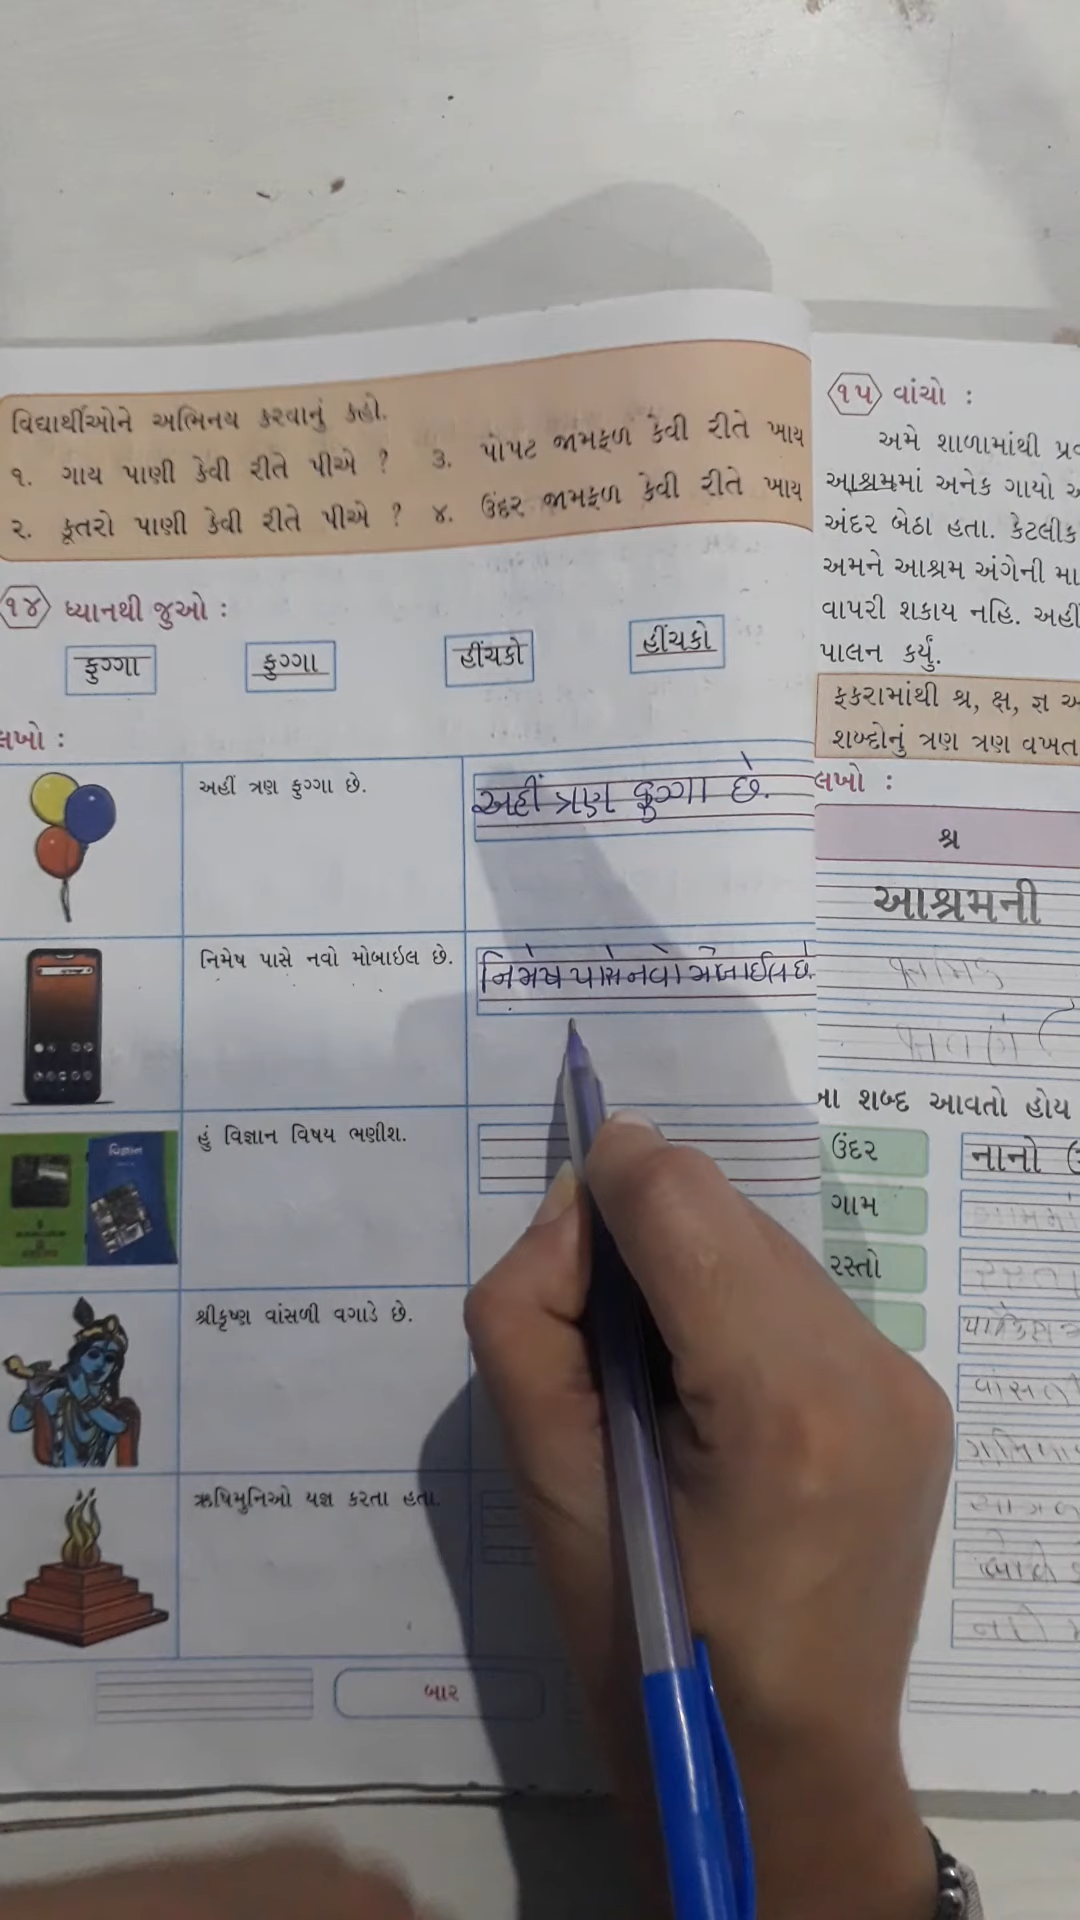 વિદ્યાર્થીઓને અભિનય કરવાનું કહો.
૧. ગાય પાણી કેવી રીતે પીએ ? ૩. પોપટ જામફળ કેવી રીતે ખાય
૨. કૂતરો પાણી કેવી રીતે પીએ ? ૪. ઉંદર જામફળ કેવી રીતે ખાય
૧૪ ધ્યાનથી જુઓ :
ફુગ્ગા ફુગ્ગા હીંચકો હીંચકો
લખો :
અહીં ત્રણ ફુગ્ગા છે. અહીં ત્રણ ફુગ્ગા છે.
નિમેષ પાસે નવો મોબાઇલ છે. નિમેષ પાસે નવો મોબાઈલ છે.
હું વિજ્ઞાન વિષય ભણીશ.
વિજ્ઞાન
શ્રીકૃષ્ણ વાંસળી વગાડે છે.
ઋષિમુનિઓ યજ્ઞ કરતા હતા.
બાર
૧૫ વાંચો :
અમે શાળામાંથી
આશ્રમમાં અનેક ગાયો
અંદર બેઠા હતા. કેટલીક
અમને આશ્રમ અંગેની
વાપરી શકાય નહિ. અહીં
પાલન કર્યું.
ફકરામાંથી શ્ર, ક્ષ, જ્ઞ
શબ્દોનું ત્રણ ત્રણ વખત
લખો :
શ્ર
આશ્રમની
શબ્દ આવતો હોય
ઉંદર નાનો
ગામ
રસ્તો